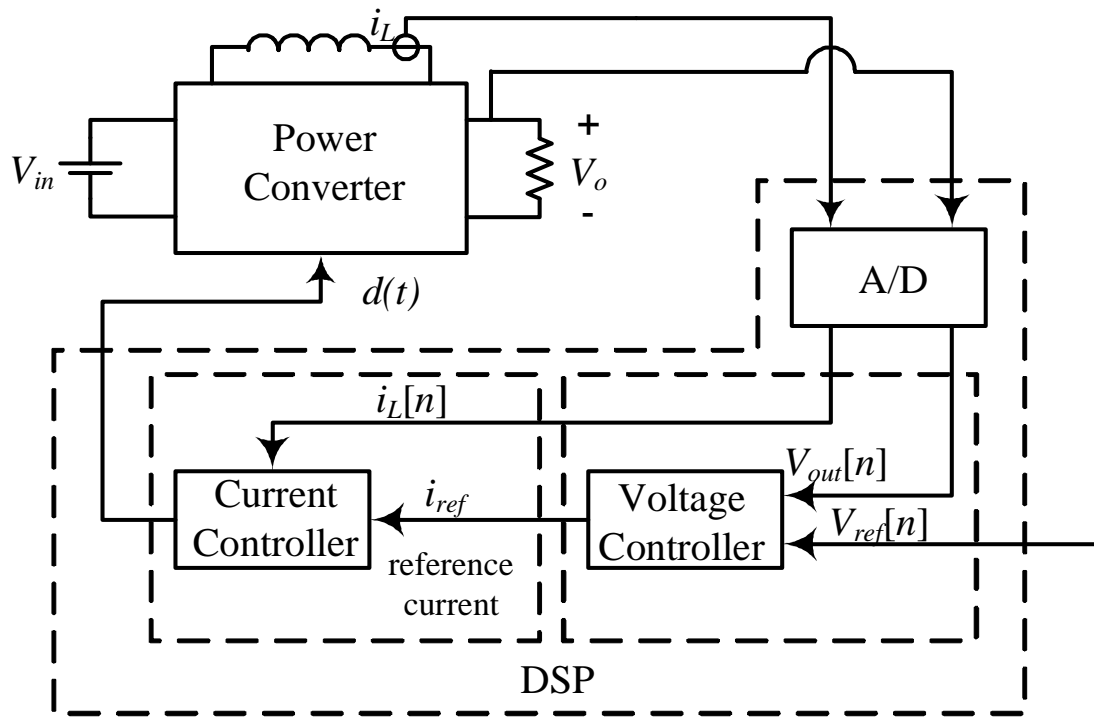 i_L
Power
Converter
V_in
+
V_o
-
A/D
d(t)
i_L[n]
V_out[n]
V_ref[n]
Current
Controller
i_ref
reference
current
Voltage
Controller
DSP